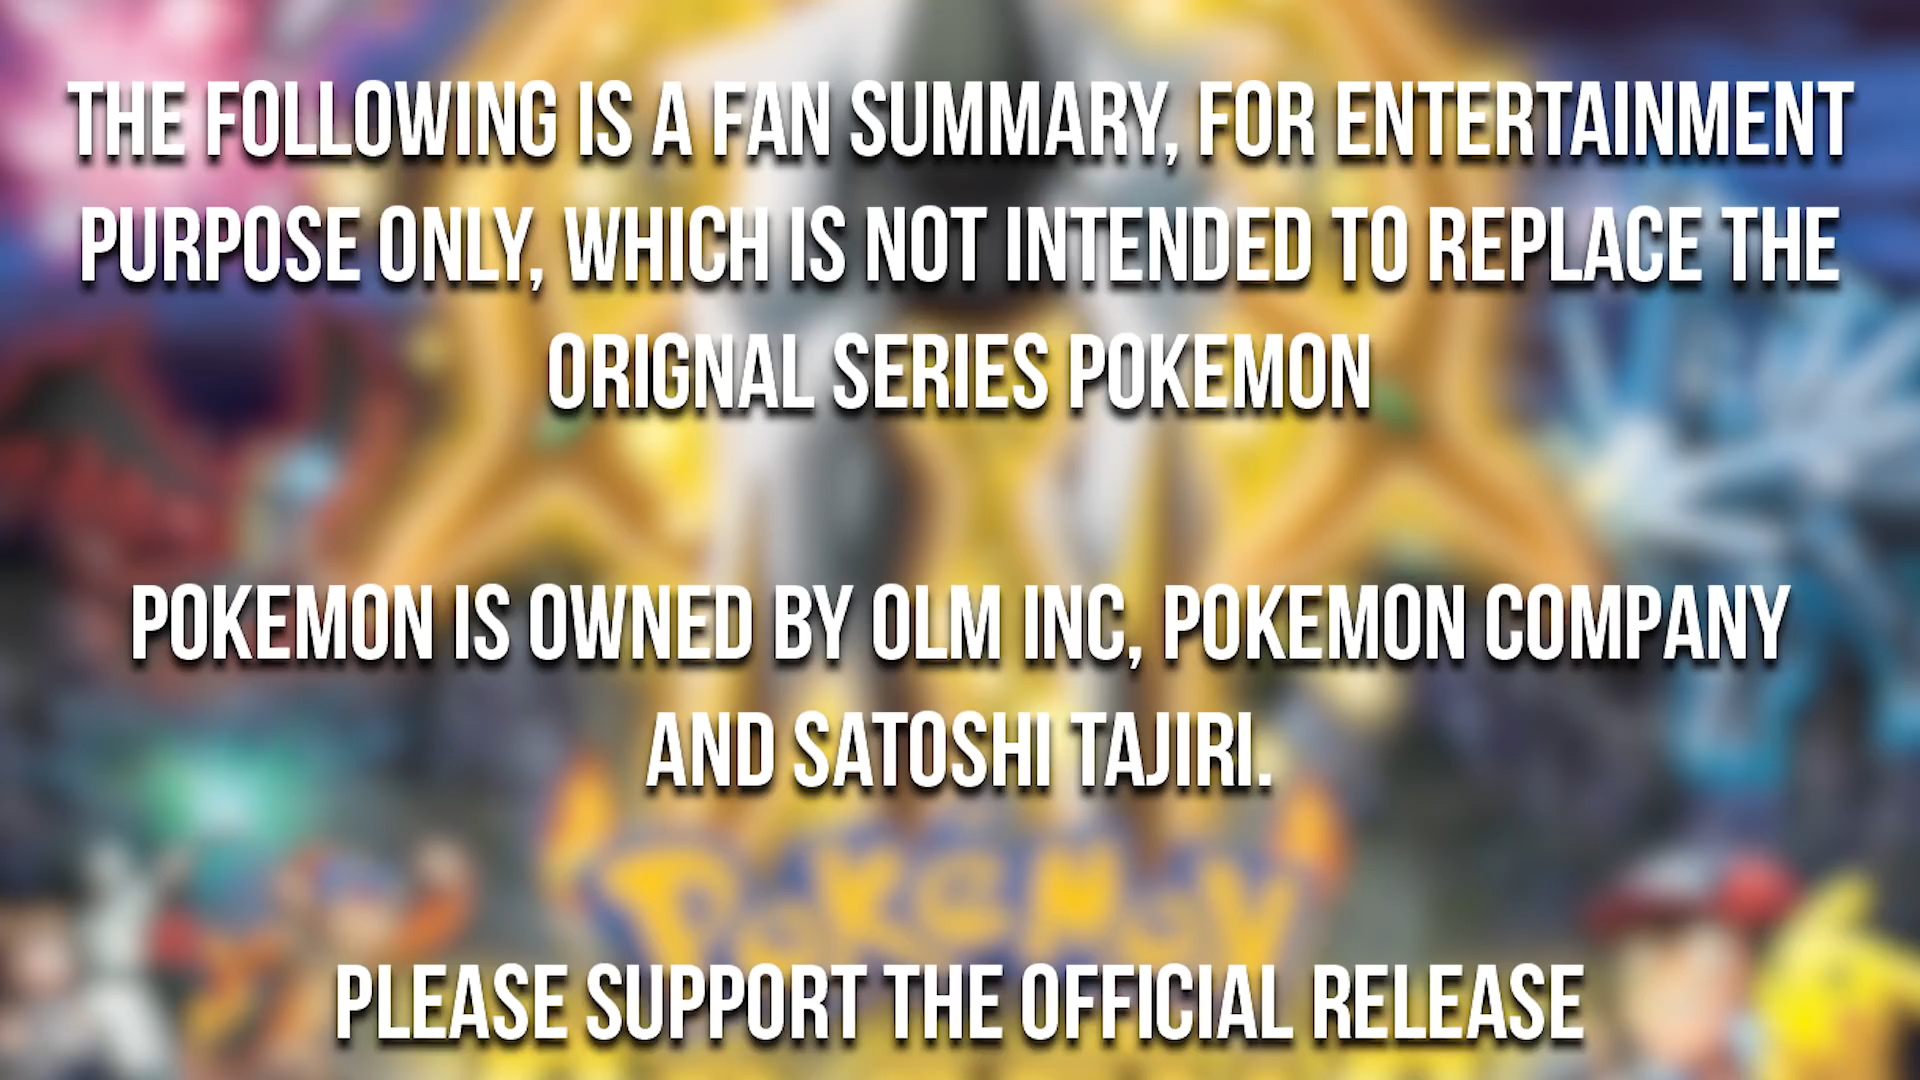 THE FOLLOWING IS A FAN SUMMARY, FOR ENTERTAINMENT
PURPOSE ONLY, WHICH IS NOT INTENDED TO REPLACE THE
ORIGNAL SERIES POKEMON
POKEMON IS OWNED BY OLM INC, POKEMON COMPANY
AND SATOSHI TAJIRI.
POKEMON
PLEASE SUPPORT THE OFFICIAL RELEASE